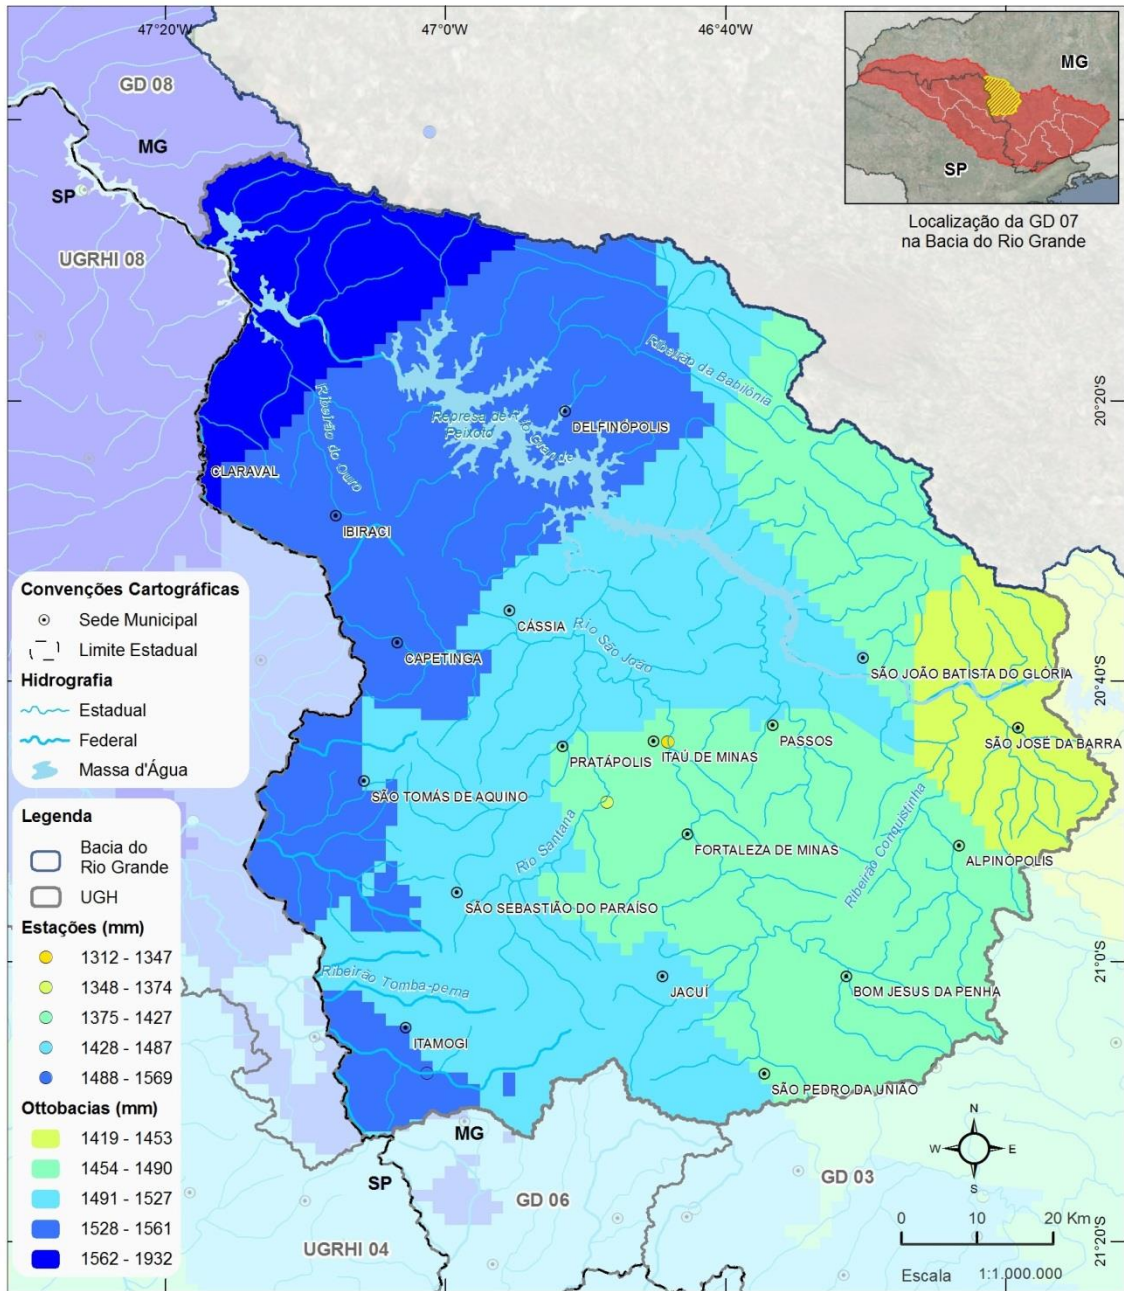 47°20'W
47°0'W
46°40'W
GD 08
MG
SP
UGRHI 08
MG
SP
Localização da GD 07
na Bacia do Rio Grande
20°20'S
20°40'S
21°0'S
21°20'S
Ribeirão da Babilônia
Ribeirão do Ouro
Represa de
Peixoto
Rio Grande
DELFINÓPOLIS
CLARAVAL
IBIRACI
CÁSSIA
Rio São João
CAPETINGA
SÃO JOÃO BATISTA DO GLÓRIA
PASSOS
SÃO JOSÉ DA BARRA
ITAÚ DE MINAS
PRATÁPOLIS
SÃO TOMÁS DE AQUINO
Rio Santana
FORTALEZA DE MINAS
Ribeirão Conquistinha
ALPINÓPOLIS
SÃO SEBASTIÃO DO PARAÍSO
Ribeirão Tomba-perna
JACUÍ
BOM JESUS DA PENHA
ITAMOGI
SÃO PEDRO DA UNIÃO
MG
SP
GD 06
GD 03
UGRHI 04
Convenções Cartográficas
Sede Municipal
Limite Estadual
Hidrografia
Estadual
Federal
Massa d'Água
Legenda
Bacia do
Rio Grande
UGH
Estações (mm)
1312 - 1347
1348 - 1374
1375 - 1427
1428 - 1487
1488 - 1569
Ottobacias (mm)
1419 - 1453
1454 - 1490
1491 - 1527
1528 - 1561
1562 - 1932
N
W
E
S
0 10 20 Km
Escala 1:1.000.000